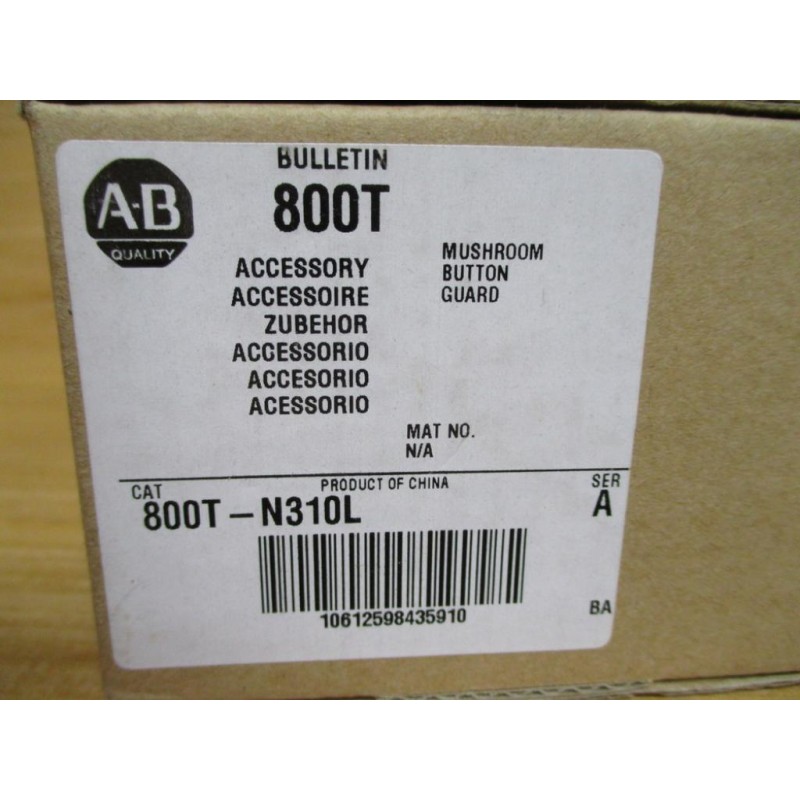 BULLETIN
800T
A-B
QUALITY
ACCESSORY
ACCESSOIRE
ZUBEHOR
ACCESSORIO
ACCESORIO
ACESSORIO
MUSHROOM
BUTTON
GUARD
MAT NO.
N/A
PRODUCT OF CHINA
CAT
800T-N310L
SER
A
10612598435910
BA